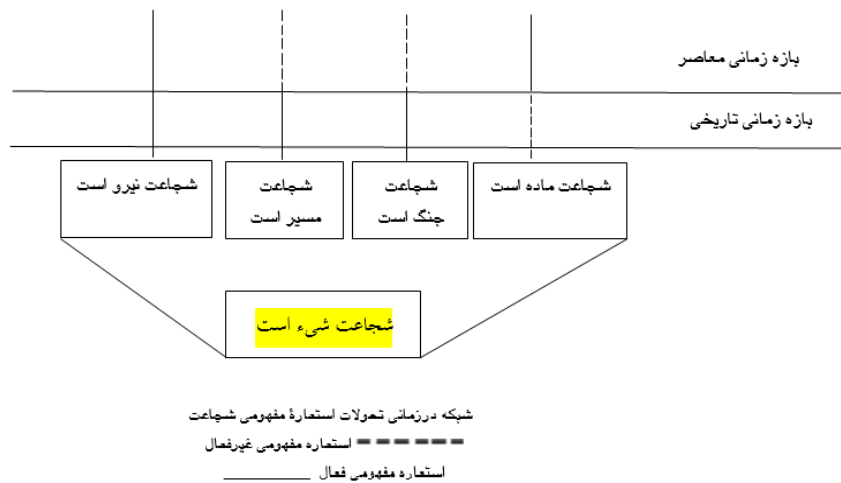 بازه زمانی معاصر
بازه زمانی تاریخی
شجاعت ماده است
شجاعت
جنگ است
شجاعت
مسیر است
شجاعت نیرو است
شجاعت شیء است
شبکه درزمانی تحولات استعارهٔ مفهومی شجاعت
استعاره مفهومی غیرفعال
استعاره مفهومی فعال